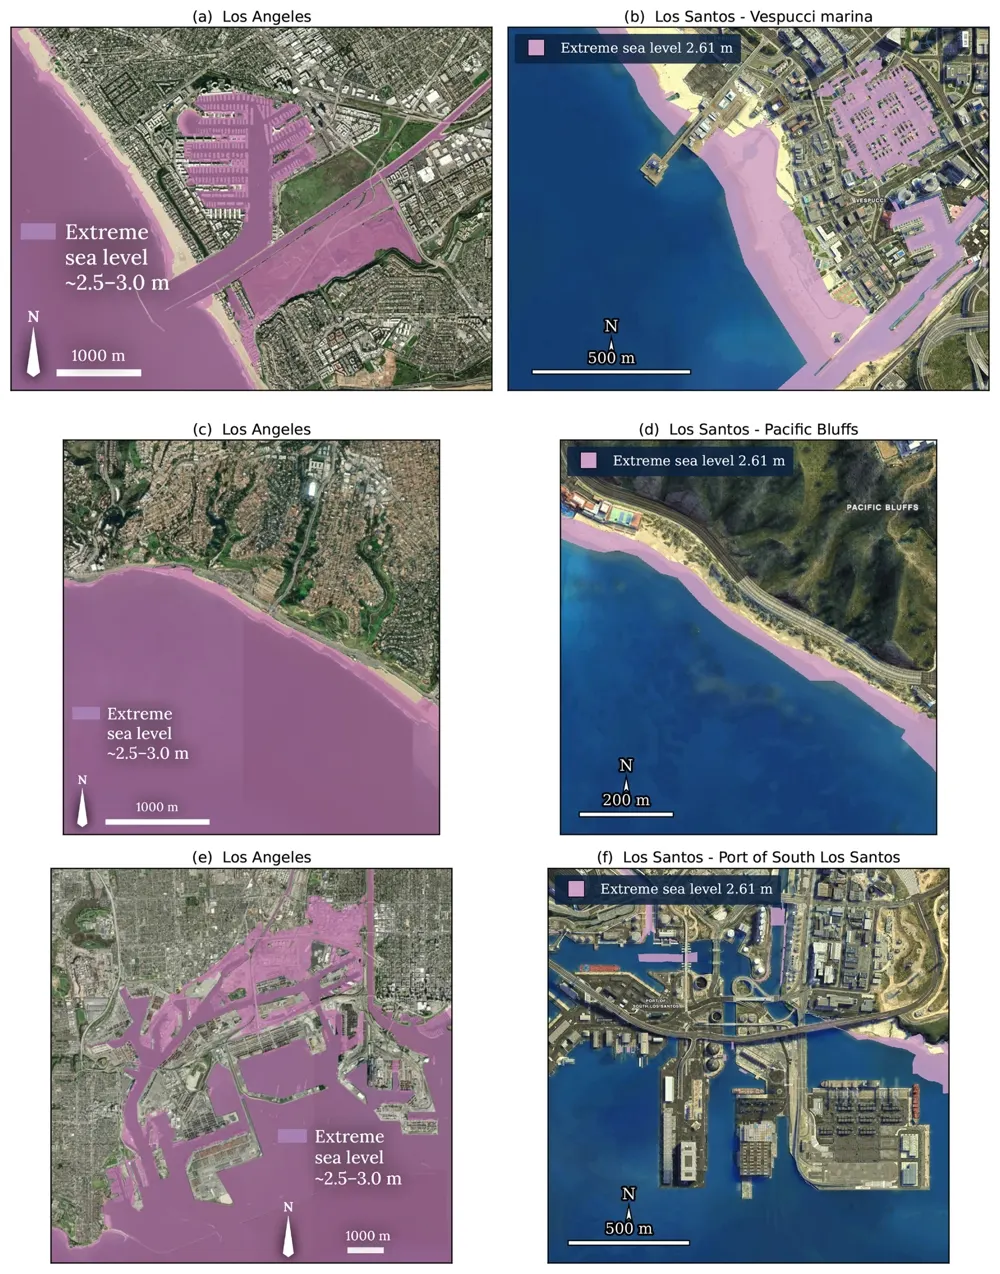 (a) Los Angeles
Extreme
sea level
~2.5–3.0 m
N
1000 m
(b) Los Santos - Vespucci marina
Extreme sea level 2.61 m
VESPUCCI
N
500 m
(c) Los Angeles
Extreme
sea level
~2.5–3.0 m
N
1000 m
(d) Los Santos - Pacific Bluffs
Extreme sea level 2.61 m
PACIFIC BLUFFS
N
200 m
(e) Los Angeles
Extreme
sea level
~2.5–3.0 m
N
1000 m
(f) Los Santos - Port of South Los Santos
Extreme sea level 2.61 m
PORT OF
SOUTH LOS SANTOS
N
500 m